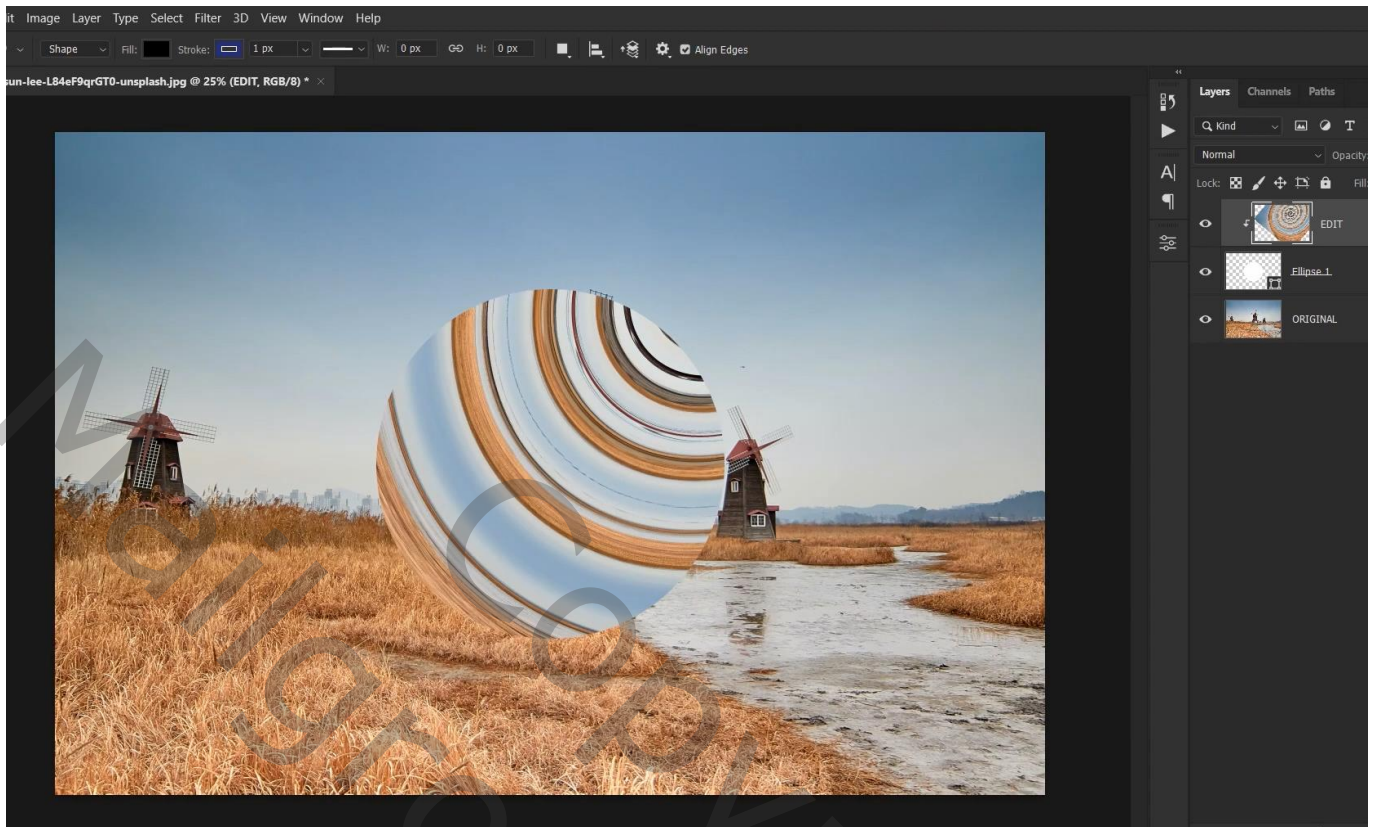 it Image Layer Type Select Filter 3D View Window Help
Shape Fill: Stroke: 1 px W: 0 px H: 0 px Align Edges
sun-lee-L84eF9qrGT0-unsplash.jpg @ 25% (EDIT, RGB/8) * ×
Layers Channels Paths
Kind T
Normal Opacity:
Lock: Fill:
EDIT
Ellipse 1
ORIGINAL
A|
¶